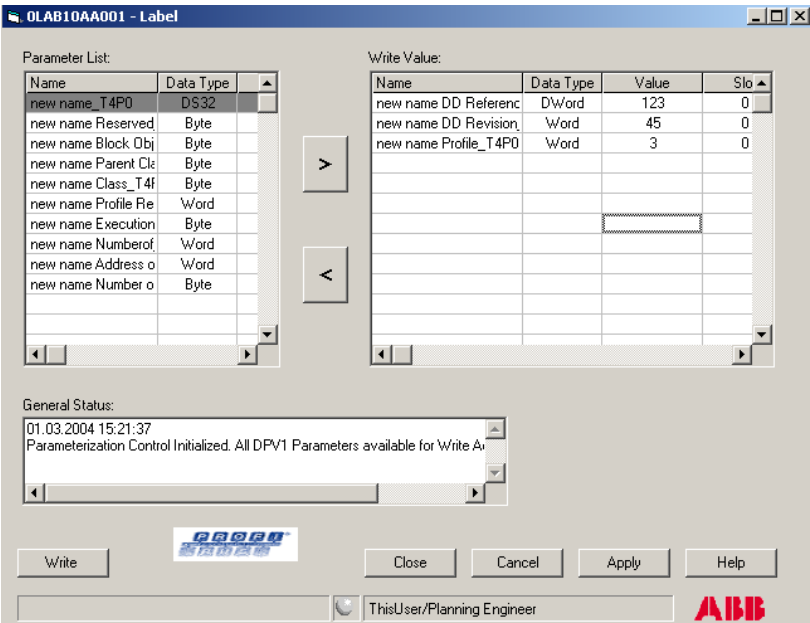 0LAB10AA001 - Label
Parameter List:
Name Data Type
new name_T4P0 DS32
new name Reserved_ Byte
new name Block Obj Byte
new name Parent Cla Byte
new name Class_T4F Byte
new name Profile Re Word
new name Execution Byte
new name Numberof_ Word
new name Address o Word
new name Number o Byte
>
<
Write Value:
Name Data Type Value Slo
new name DD Referenc DWord 123 0
new name DD Revision_ Word 45 0
new name Profile_T4P0 Word 3 0
General Status:
01.03.2004 15:21:37
Parameterization Control Initialized. All DPV1 Parameters available for Write A
PROFI
BUS
Write
Close
Cancel
Apply
Help
ThisUser/Planning Engineer
ABB